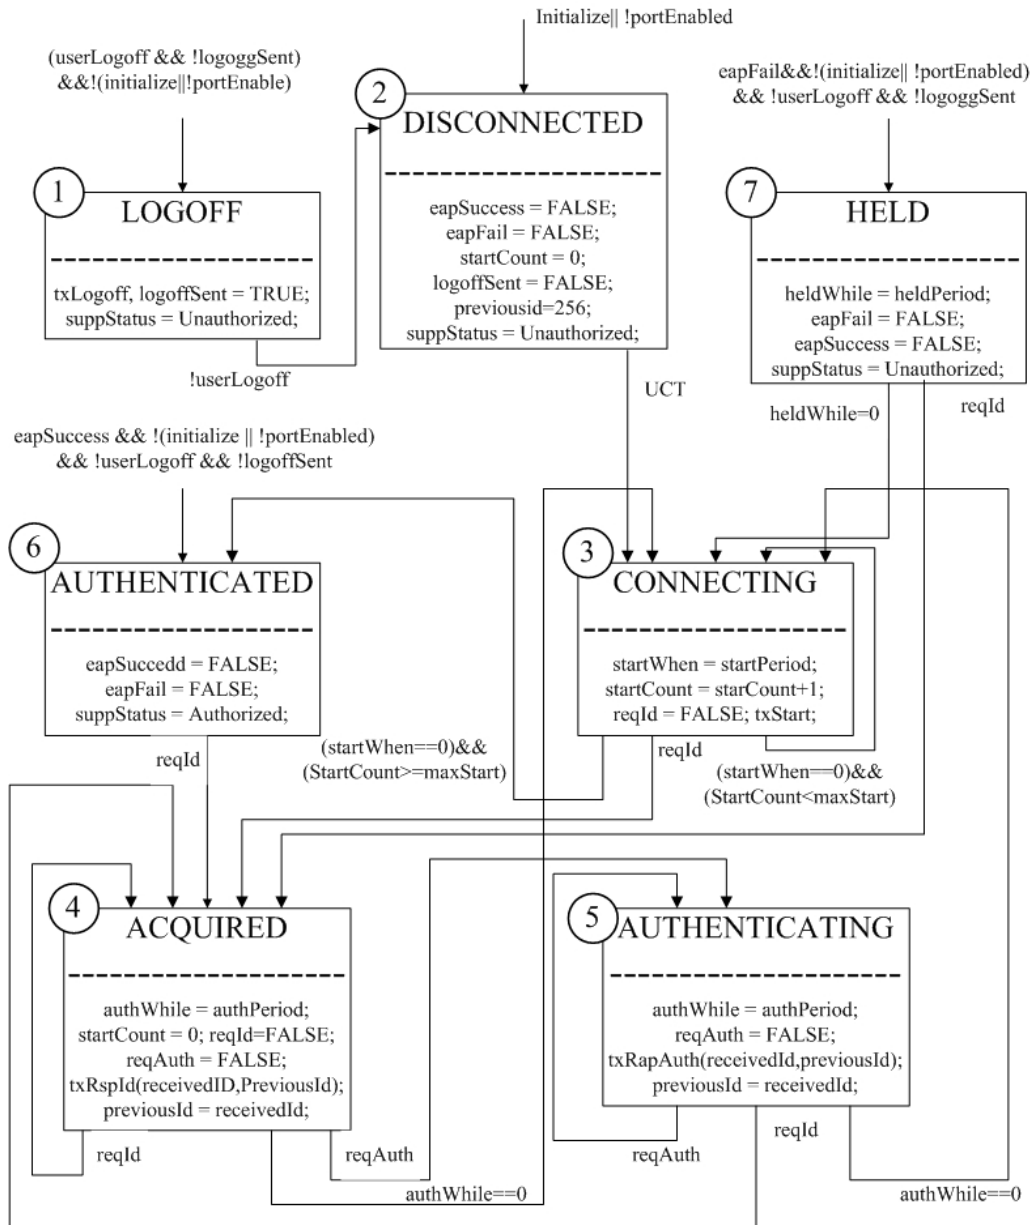 Initialize|| !portEnabled
(userLogoff && !logoggSent)
&&!(initialize||!portEnable)
eapFail&&!(initialize|| !portEnabled)
&& !userLogoff && !logoggSent
2
DISCONNECTED
eapSuccess = FALSE;
eapFail = FALSE;
startCount = 0;
logoffSent = FALSE;
previousid=256;
suppStatus = Unauthorized;
1
LOGOFF
txLogoff, logoffSent = TRUE;
suppStatus = Unauthorized;
7
HELD
heldWhile = heldPeriod;
eapFail = FALSE;
eapSuccess = FALSE;
suppStatus = Unauthorized;
!userLogoff
UCT
heldWhile=0
reqId
eapSuccess && !(initialize || !portEnabled)
&& !userLogoff && !logoffSent
6
AUTHENTICATED
eapSuccedd = FALSE;
eapFail = FALSE;
suppStatus = Authorized;
3
CONNECTING
startWhen = startPeriod;
startCount = starCount+1;
reqId = FALSE; txStart;
reqId
(startWhen==0)&&
(StartCount>=maxStart)
reqId
(startWhen==0)&&
(StartCount<maxStart)
4
ACQUIRED
authWhile = authPeriod;
startCount = 0; reqId=FALSE;
reqAuth = FALSE;
txRspId(receivedID,PreviousId);
previousId = receivedId;
5
AUTHENTICATING
authWhile = authPeriod;
reqAuth = FALSE;
txRapAuth(receivedId,previousId);
previousId = receivedId;
reqId
reqAuth
authWhile==0
reqAuth
reqId
authWhile==0